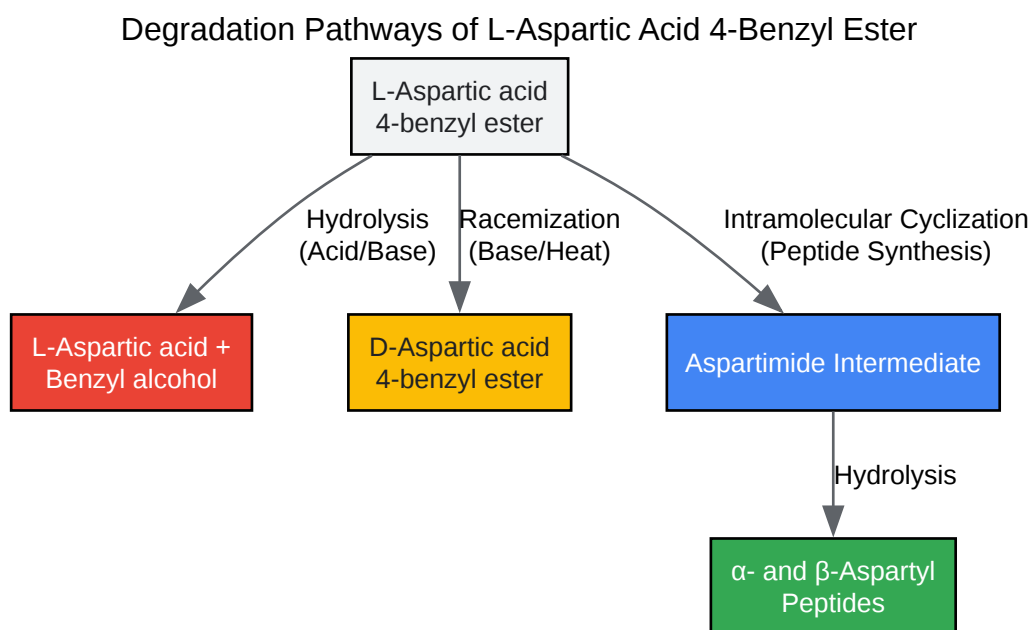 Degradation Pathways of L-Aspartic Acid 4-Benzyl Ester
L-Aspartic acid
4-benzyl ester
Hydrolysis
(Acid/Base)
Racemization
(Base/Heat)
Intramolecular Cyclization
(Peptide Synthesis)
L-Aspartic acid +
Benzyl alcohol
D-Aspartic acid
4-benzyl ester
Aspartimide Intermediate
Hydrolysis
α- and β-Aspartyl
Peptides